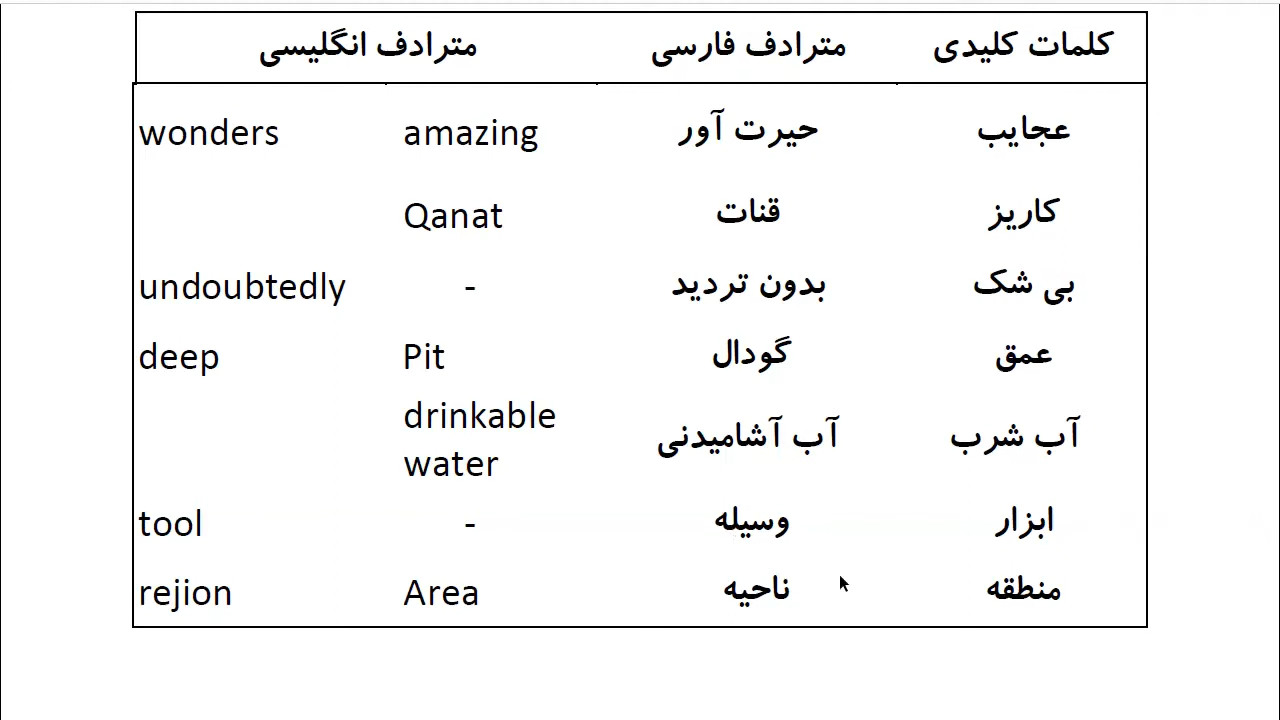 کلمات کلیدی مترادف فارسی مترادف انگلیسی
عجایب حیرت آور amazing wonders
کاریز قنات Qanat
بی شک بدون تردید - undoubtedly
عمق گودال Pit deep
آب شرب آب آشامیدنی drinkable
water
ابزار وسیله - tool
منطقه ناحیه Area rejion